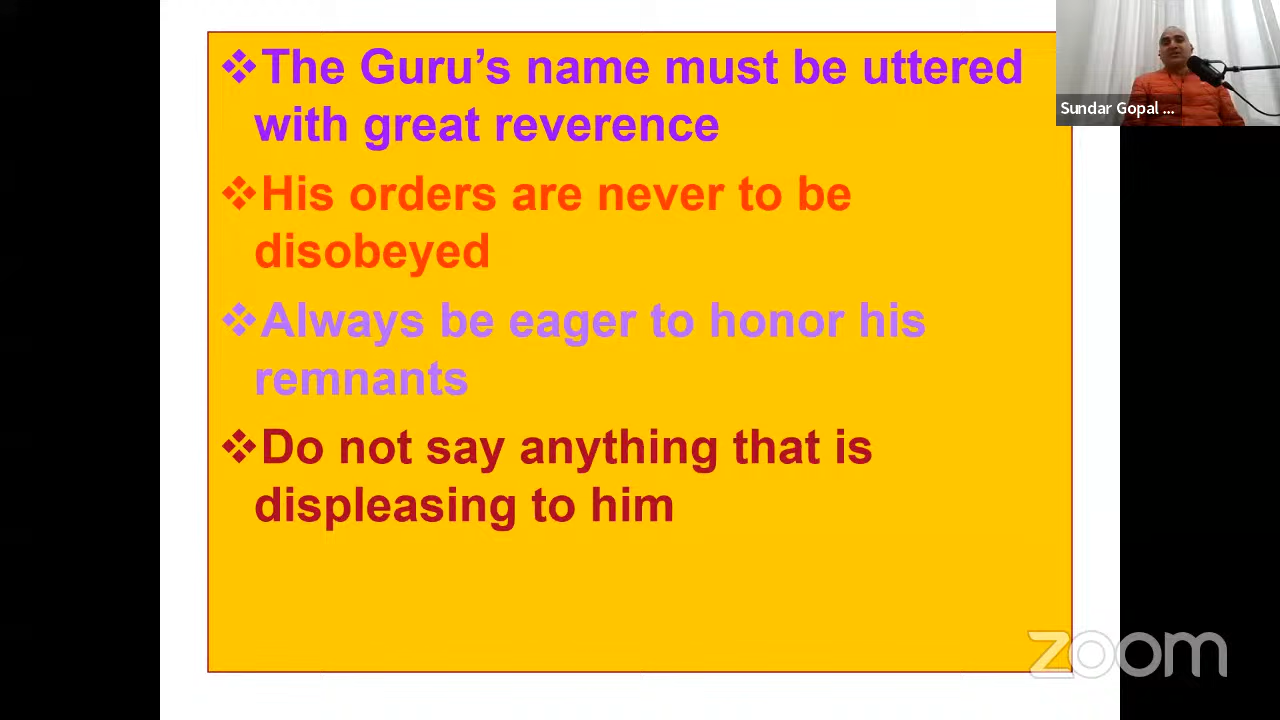 ❖The Guru’s name must be uttered
with great reverence
❖His orders are never to be
disobeyed
❖Always be eager to honor his
remnants
❖Do not say anything that is
displeasing to him
Sundar Gopal ...
zoom